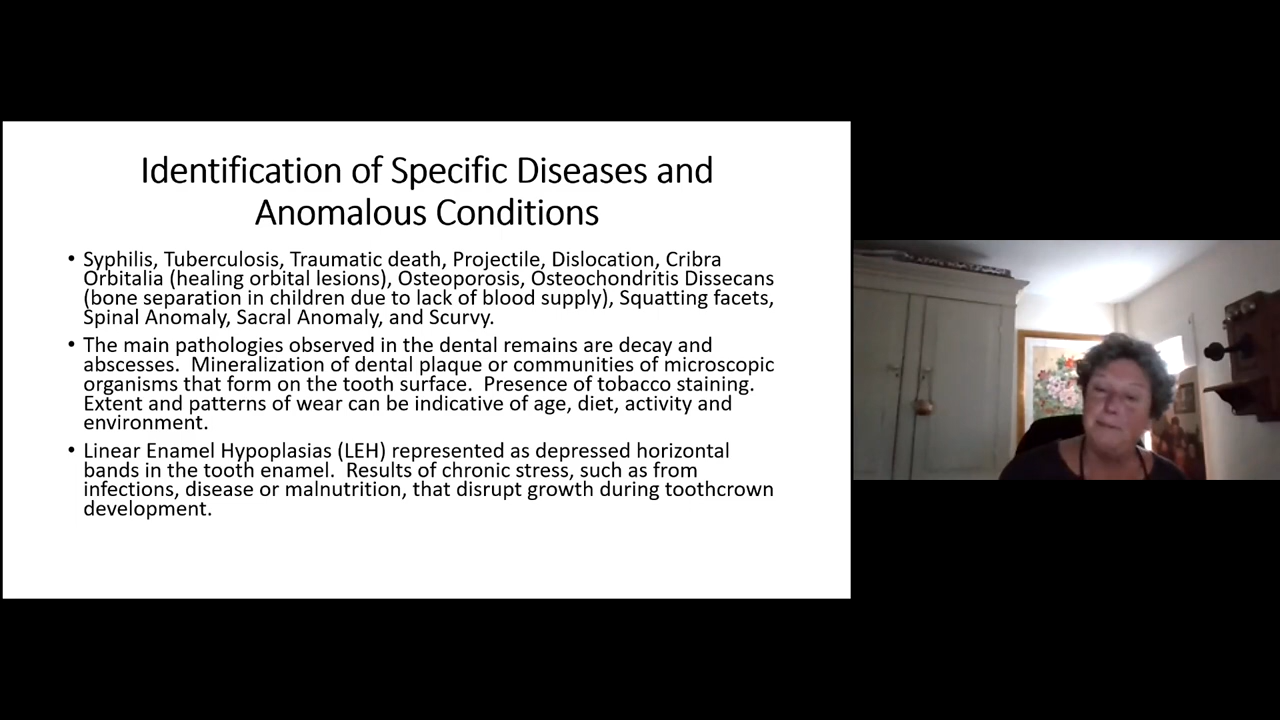 Identification of Specific Diseases and
Anomalous Conditions
• Syphilis, Tuberculosis, Traumatic death, Projectile, Dislocation, Cribra
Orbitalia (healing orbital lesions), Osteoporosis, Osteochondritis Dissecans
(bone separation in children due to lack of blood supply), Squatting facets,
Spinal Anomaly, Sacral Anomaly, and Scurvy.
• The main pathologies observed in the dental remains are decay and
abscesses.  Mineralization of dental plaque or communities of microscopic
organisms that form on the tooth surface.  Presence of tobacco staining.
Extent and patterns of wear can be indicative of age, diet, activity and
environment.
• Linear Enamel Hypoplasias (LEH) represented as depressed horizontal
bands in the tooth enamel.  Results of chronic stress, such as from
infections, disease or malnutrition, that disrupt growth during toothcrown
development.